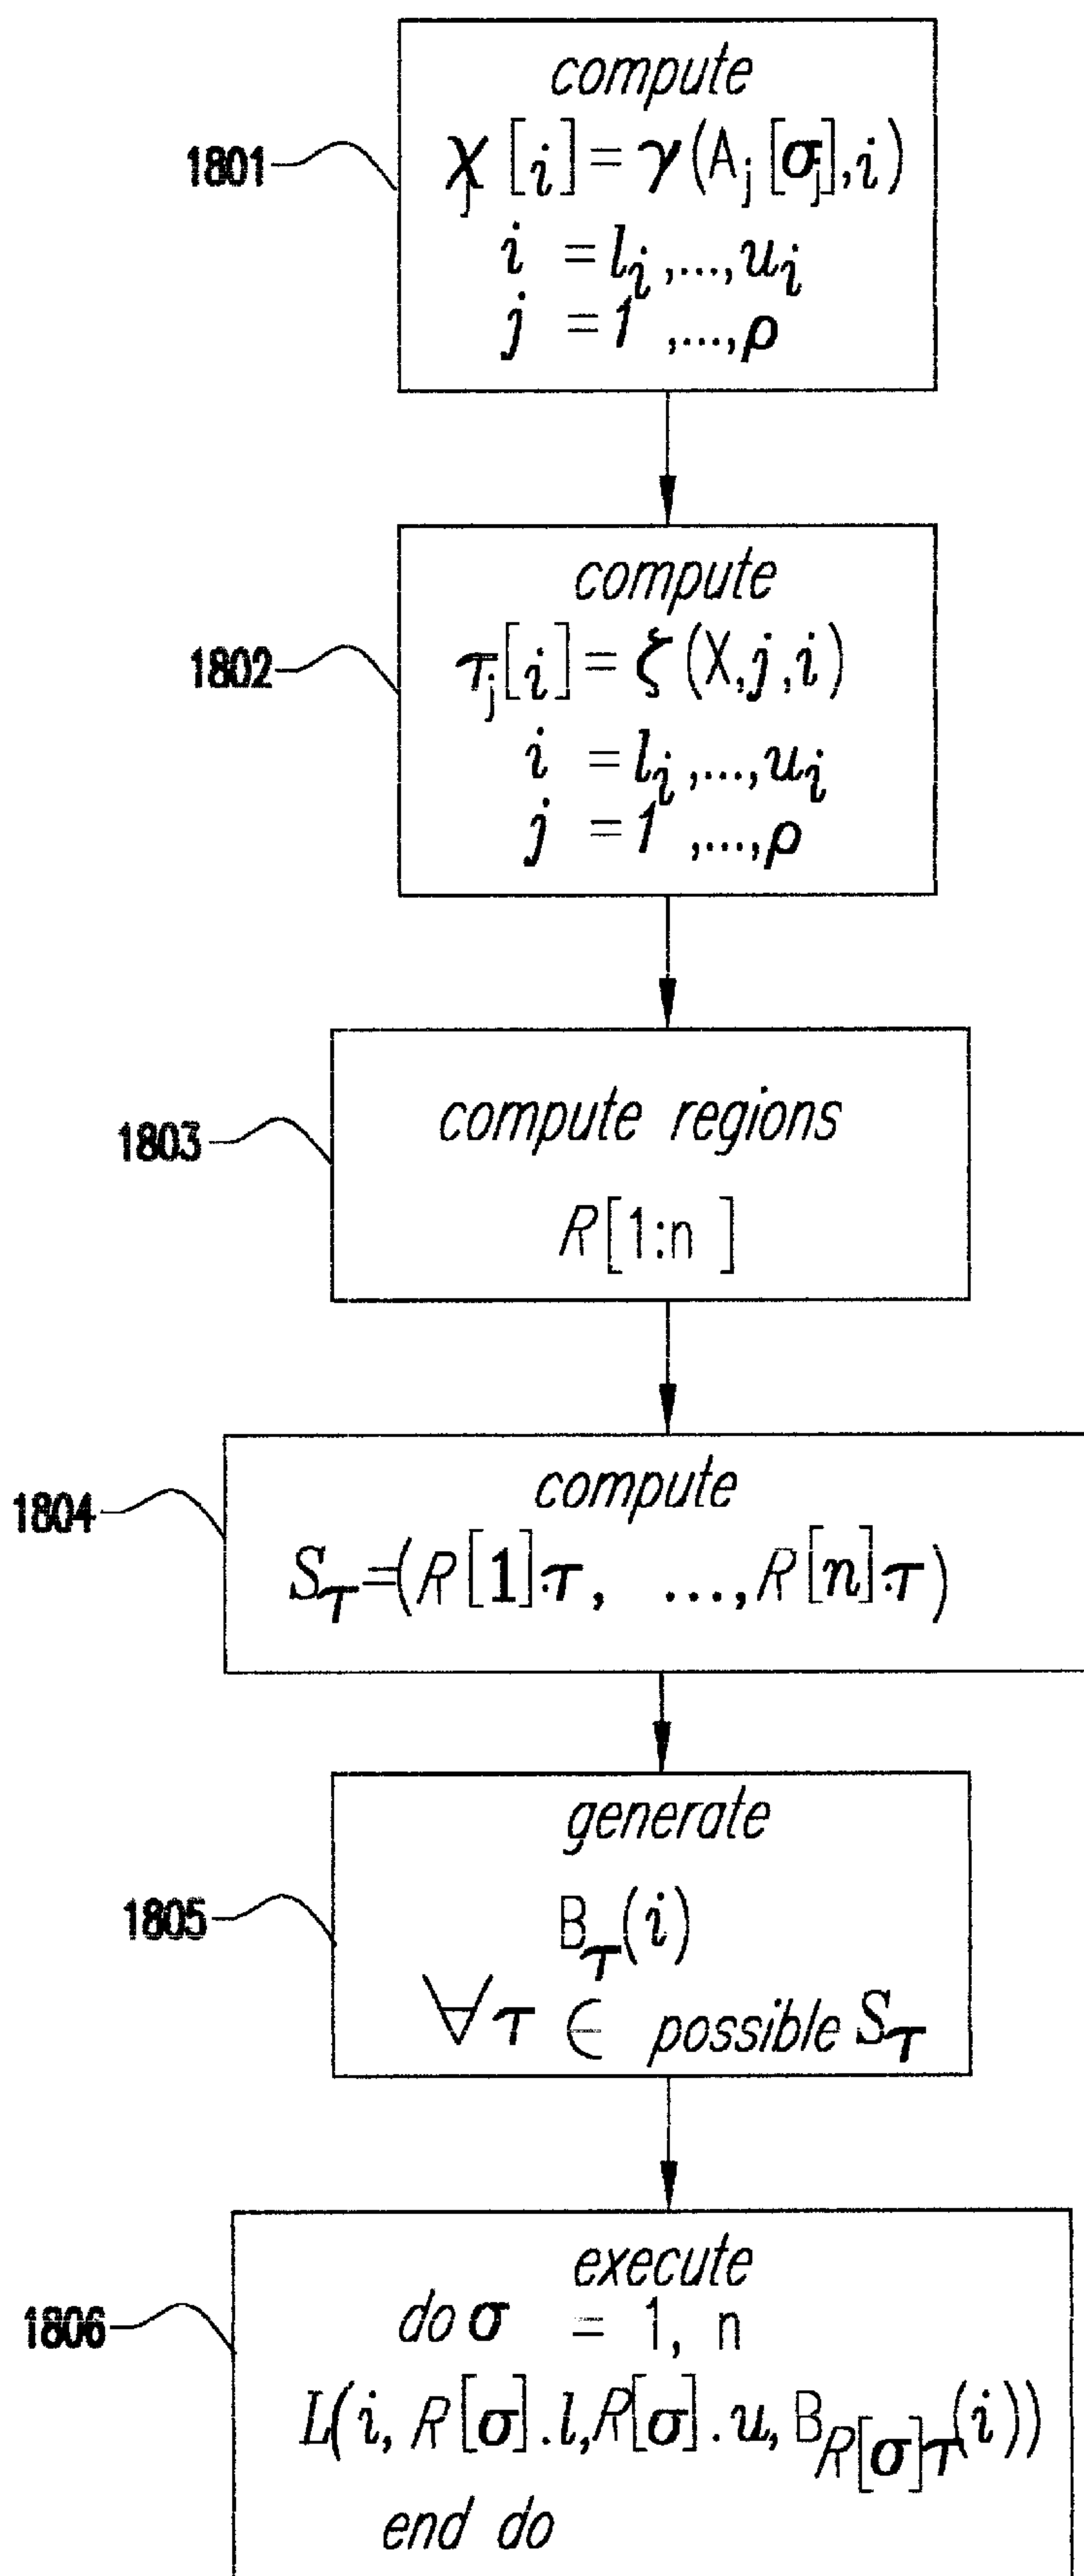 compute
1801
χj[i]=γ(Aj[σj],i)
i =li,...,ui
j =1 ,...,ρ
compute
1802
τj[i]=ζ(X,j,i)
i =li,...,ui
j =1 ,...,ρ
compute regions
1803
R[1:n ]
compute
1804
Sτ=(R[1].τ, ...,R[n].τ)
generate
1805
Bτ(i)
∀τ ∈ possible Sτ
execute
1806
do σ = 1, n
L(i, R[σ].l,R[σ].u,BR[σ]τ(i))
end do